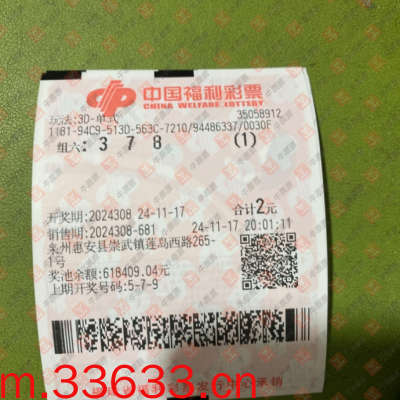 中国福利彩票
CHINA WELFARE LOTTERY
玩法:3D-单式 35058912
1181-94C9-513D-563C-7210/94486337/0030F
组六: 3 7 8 (1)
开奖期:2024308 24-11-17 合计2元
销售期:2024308-681 24-11-17 20:01:11
泉州惠安县崇武镇莲岛西路265-
1号
奖池余额:618409.04元
上期开奖号码:5-7-9
m.33633.cn